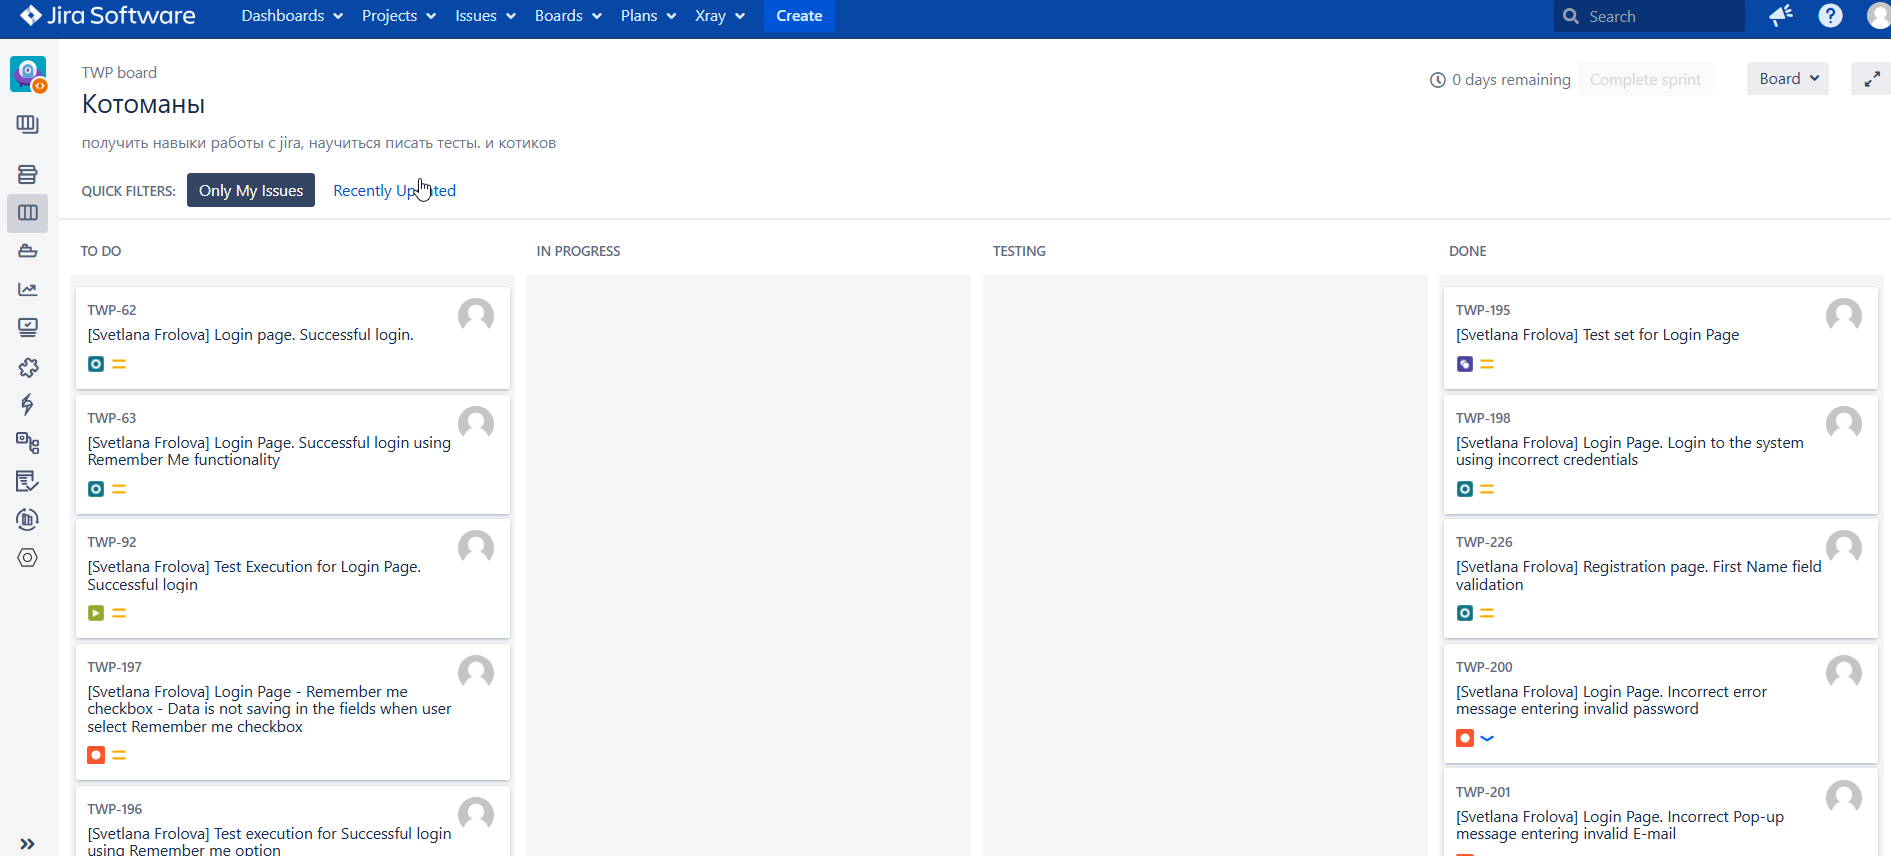 Jira Software
Dashboards Projects Issues Boards Plans Xray Create Search
TWP board
Котоманы
0 days remaining Complete sprint Board
получить навыки работы с jira, научиться писать тесты. и котиков
QUICK FILTERS: Only My Issues Recently Updated
TO DO IN PROGRESS TESTING DONE
TWP-62
[Svetlana Frolova] Login page. Successful login.
TWP-63
[Svetlana Frolova] Login Page. Successful login using
Remember Me functionality
TWP-92
[Svetlana Frolova] Test Execution for Login Page.
Successful login
TWP-197
[Svetlana Frolova] Login Page - Remember me
checkbox - Data is not saving in the fields when user
select Remember me checkbox
TWP-196
[Svetlana Frolova] Test execution for Successful login
using Remember me option
TWP-195
[Svetlana Frolova] Test set for Login Page
TWP-198
[Svetlana Frolova] Login Page. Login to the system
using incorrect credentials
TWP-226
[Svetlana Frolova] Registration page. First Name field
validation
TWP-200
[Svetlana Frolova] Login Page. Incorrect error
message entering invalid password
TWP-201
[Svetlana Frolova] Login Page. Incorrect Pop-up
message entering invalid E-mail